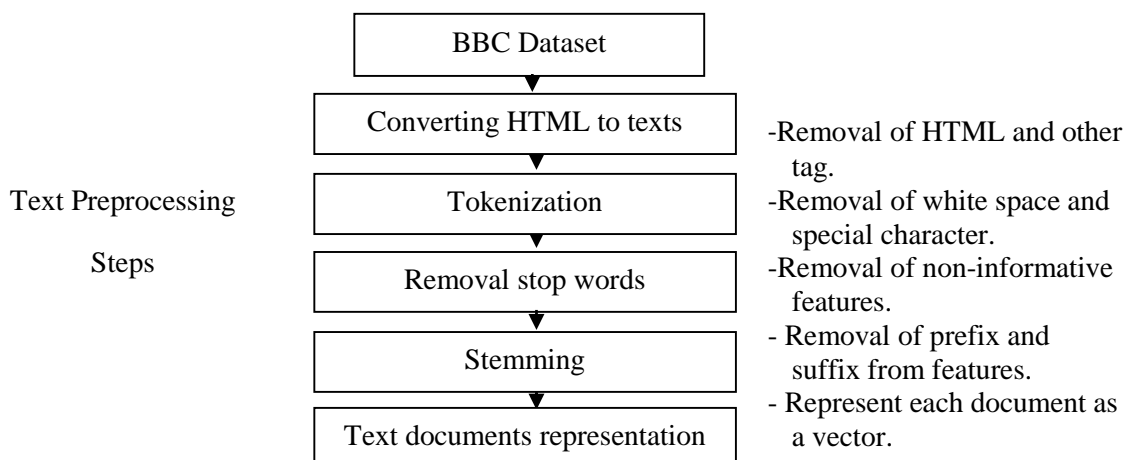 BBC Dataset
Converting HTML to texts
Tokenization
Removal stop words
Stemming
Text documents representation
Text Preprocessing
Steps
-Removal of HTML and other
tag.
-Removal of white space and
special character.
-Removal of non-informative
features.
- Removal of prefix and
suffix from features.
- Represent each document as
a vector.